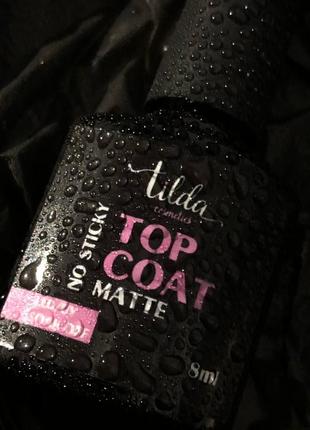 tilda
cosmetics
NO STICKY
TOP
COAT
MATTE
8ml